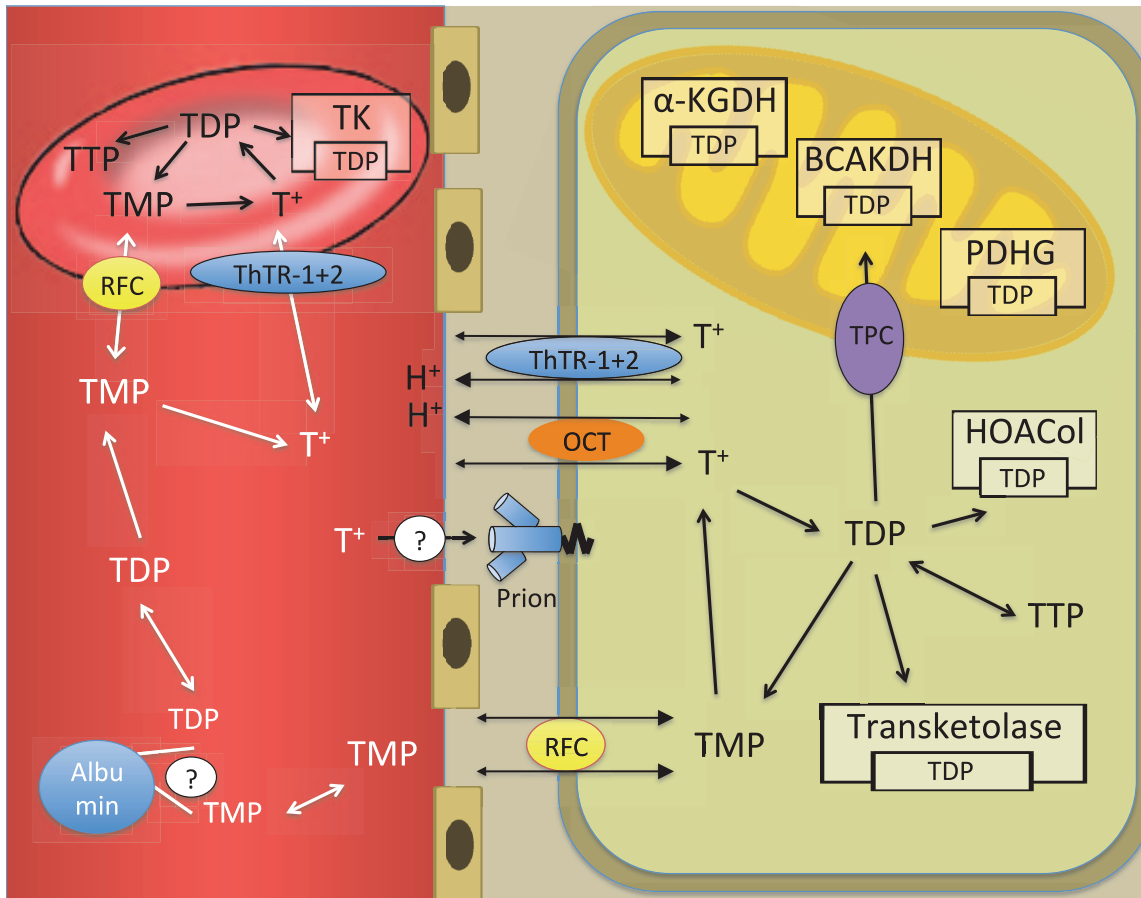 TDP
TTP
TK
TDP
TMP
T⁺
RFC
ThTR-1+2
TMP
T⁺
TDP
TDP
Albu
min
?
TMP
TMP
T⁺
?
Prion
H⁺
H⁺
ThTR-1+2
T⁺
OCT
T⁺
RFC
TMP
α-KGDH
TDP
BCAKDH
TDP
PDHG
TDP
TPC
HOACol
TDP
TDP
TTP
Transketolase
TDP